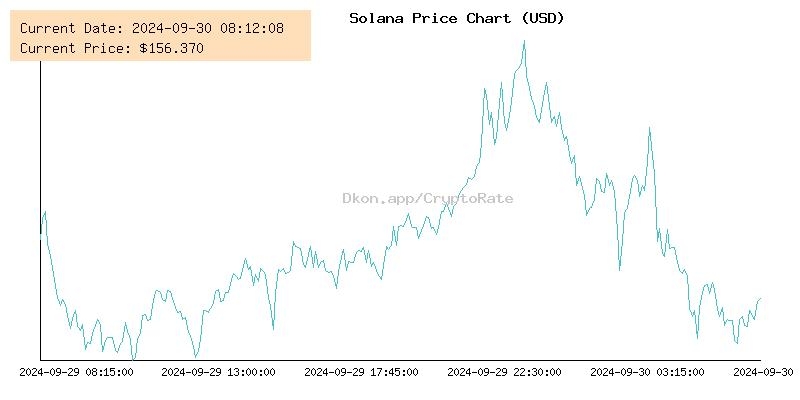 Solana Price Chart (USD)
Current Date: 2024-09-30 08:12:08
Current Price: $156.370
Dkon.app/CryptoRate
2024-09-29 08:15:00 2024-09-29 13:00:00 2024-09-29 17:45:00 2024-09-29 22:30:00 2024-09-30 03:15:00 2024-09-30